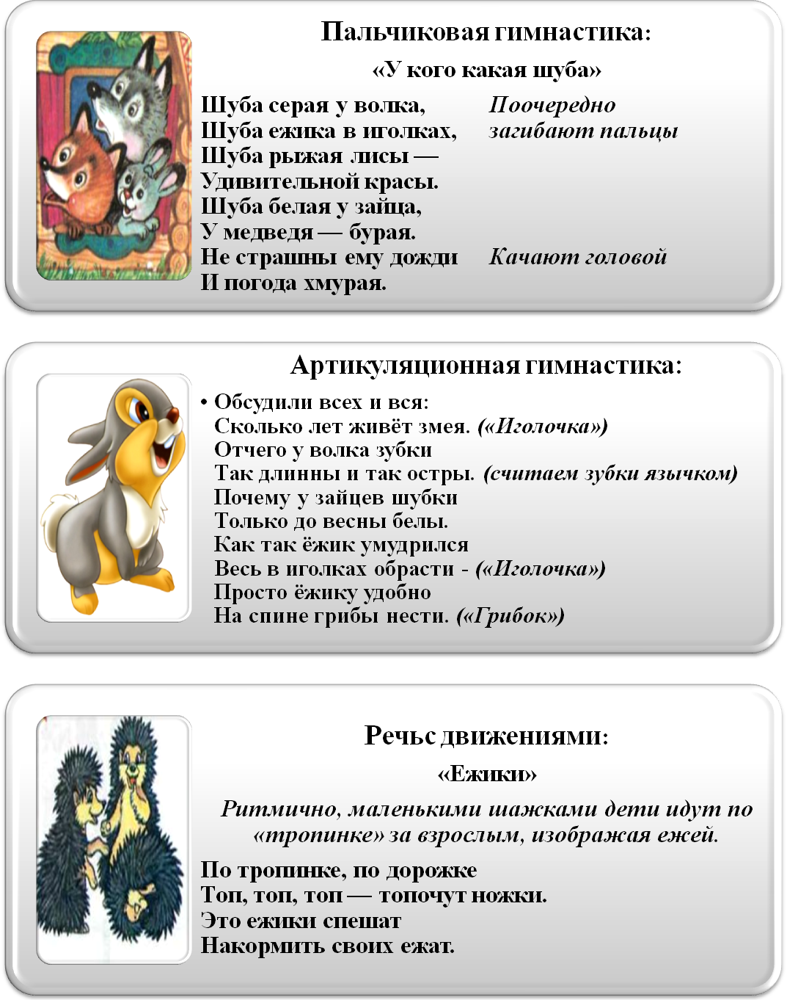 Пальчиковая гимнастика:
«У кого какая шуба»
Шуба серая у волка, Поочередно
Шуба ежика в иголках, загибают пальцы
Шуба рыжая лисы —
Удивительной красы.
Шуба белая у зайца,
У медведя — бурая.
Не страшны ему дожди Качают головой
И погода хмурая.
Артикуляционная гимнастика:
• Обсудили всех и вся:
Сколько лет живёт змея. («Иголочка»)
Отчего у волка зубки
Так длинны и так остры. (считаем зубки язычком)
Почему у зайцев шубки
Только до весны белы.
Как так ёжик умудрился
Весь в иголках обрасти - («Иголочка»)
Просто ёжику удобно
На спине грибы нести. («Грибок»)
Речь с движениями:
«Ежики»
Ритмично, маленькими шажками дети идут по
«тропинке» за взрослым, изображая ежей.
По тропинке, по дорожке
Топ, топ, топ — топочут ножки.
Это ежики спешат
Накормить своих ежат.